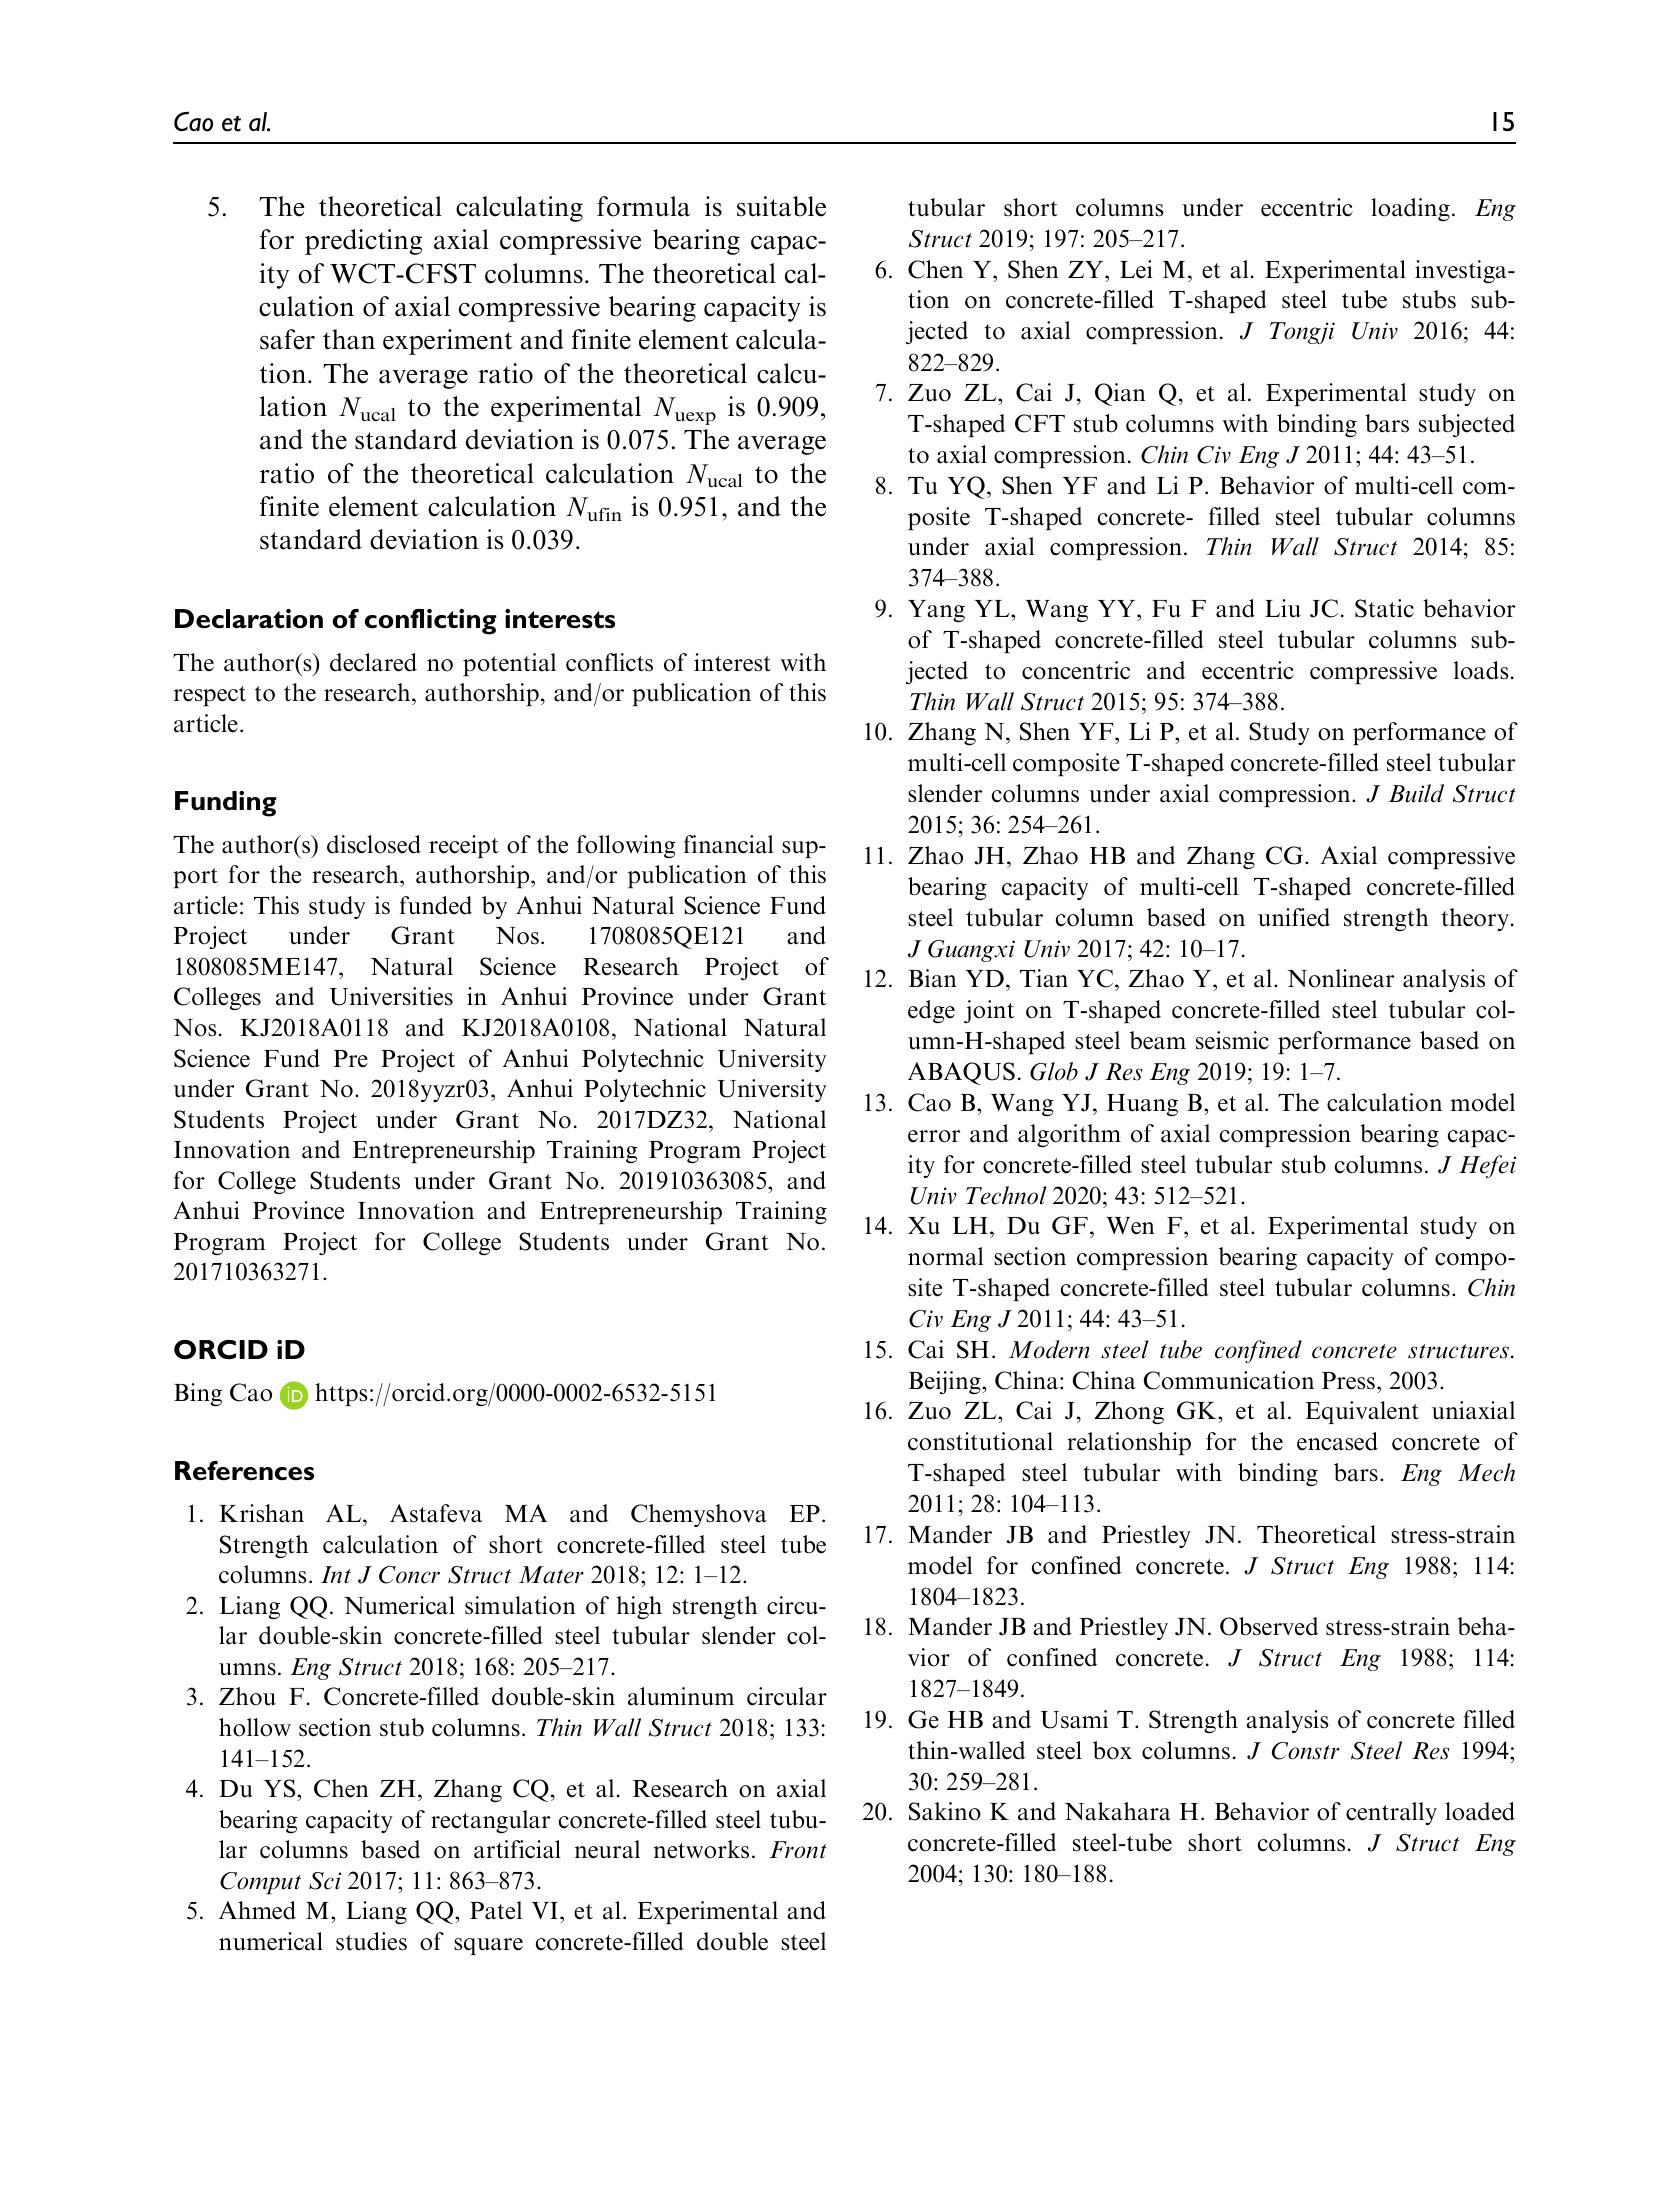 Cao et al.
15
5. The theoretical calculating formula is suitable
for predicting axial compressive bearing capac-
ity of WCT-CFST columns. The theoretical cal-
culation of axial compressive bearing capacity is
safer than experiment and finite element calcula-
tion. The average ratio of the theoretical calcu-
lation Nucal to the experimental Nuexp is 0.909,
and the standard deviation is 0.075. The average
ratio of the theoretical calculation Nucal to the
finite element calculation Nufin is 0.951, and the
standard deviation is 0.039.
Declaration of conflicting interests
The author(s) declared no potential conflicts of interest with
respect to the research, authorship, and/or publication of this
article.
Funding
The author(s) disclosed receipt of the following financial sup-
port for the research, authorship, and/or publication of this
article: This study is funded by Anhui Natural Science Fund
Project under Grant Nos. 1708085QE121 and
1808085ME147, Natural Science Research Project of
Colleges and Universities in Anhui Province under Grant
Nos. KJ2018A0118 and KJ2018A0108, National Natural
Science Fund Pre Project of Anhui Polytechnic University
under Grant No. 2018yyzr03, Anhui Polytechnic University
Students Project under Grant No. 2017DZ32, National
Innovation and Entrepreneurship Training Program Project
for College Students under Grant No. 201910363085, and
Anhui Province Innovation and Entrepreneurship Training
Program Project for College Students under Grant No.
201710363271.
ORCID iD
Bing Cao iD https://orcid.org/0000-0002-6532-5151
References
1. Krishan AL, Astafeva MA and Chemyshova EP.
Strength calculation of short concrete-filled steel tube
columns. Int J Concr Struct Mater 2018; 12: 1–12.
2. Liang QQ. Numerical simulation of high strength circu-
lar double-skin concrete-filled steel tubular slender col-
umns. Eng Struct 2018; 168: 205–217.
3. Zhou F. Concrete-filled double-skin aluminum circular
hollow section stub columns. Thin Wall Struct 2018; 133:
141–152.
4. Du YS, Chen ZH, Zhang CQ, et al. Research on axial
bearing capacity of rectangular concrete-filled steel tubu-
lar columns based on artificial neural networks. Front
Comput Sci 2017; 11: 863–873.
5. Ahmed M, Liang QQ, Patel VI, et al. Experimental and
numerical studies of square concrete-filled double steel
tubular short columns under eccentric loading. Eng
Struct 2019; 197: 205–217.
6. Chen Y, Shen ZY, Lei M, et al. Experimental investiga-
tion on concrete-filled T-shaped steel tube stubs sub-
jected to axial compression. J Tongji Univ 2016; 44:
822–829.
7. Zuo ZL, Cai J, Qian Q, et al. Experimental study on
T-shaped CFT stub columns with binding bars subjected
to axial compression. Chin Civ Eng J 2011; 44: 43–51.
8. Tu YQ, Shen YF and Li P. Behavior of multi-cell com-
posite T-shaped concrete- filled steel tubular columns
under axial compression. Thin Wall Struct 2014; 85:
374–388.
9. Yang YL, Wang YY, Fu F and Liu JC. Static behavior
of T-shaped concrete-filled steel tubular columns sub-
jected to concentric and eccentric compressive loads.
Thin Wall Struct 2015; 95: 374–388.
10. Zhang N, Shen YF, Li P, et al. Study on performance of
multi-cell composite T-shaped concrete-filled steel tubular
slender columns under axial compression. J Build Struct
2015; 36: 254–261.
11. Zhao JH, Zhao HB and Zhang CG. Axial compressive
bearing capacity of multi-cell T-shaped concrete-filled
steel tubular column based on unified strength theory.
J Guangxi Univ 2017; 42: 10–17.
12. Bian YD, Tian YC, Zhao Y, et al. Nonlinear analysis of
edge joint on T-shaped concrete-filled steel tubular col-
umn-H-shaped steel beam seismic performance based on
ABAQUS. Glob J Res Eng 2019; 19: 1–7.
13. Cao B, Wang YJ, Huang B, et al. The calculation model
error and algorithm of axial compression bearing capac-
ity for concrete-filled steel tubular stub columns. J Hefei
Univ Technol 2020; 43: 512–521.
14. Xu LH, Du GF, Wen F, et al. Experimental study on
normal section compression bearing capacity of compo-
site T-shaped concrete-filled steel tubular columns. Chin
Civ Eng J 2011; 44: 43–51.
15. Cai SH. Modern steel tube confined concrete structures.
Beijing, China: China Communication Press, 2003.
16. Zuo ZL, Cai J, Zhong GK, et al. Equivalent uniaxial
constitutional relationship for the encased concrete of
T-shaped steel tubular with binding bars. Eng Mech
2011; 28: 104–113.
17. Mander JB and Priestley JN. Theoretical stress-strain
model for confined concrete. J Struct Eng 1988; 114:
1804–1823.
18. Mander JB and Priestley JN. Observed stress-strain beha-
vior of confined concrete. J Struct Eng 1988; 114:
1827–1849.
19. Ge HB and Usami T. Strength analysis of concrete filled
thin-walled steel box columns. J Constr Steel Res 1994;
30: 259–281.
20. Sakino K and Nakahara H. Behavior of centrally loaded
concrete-filled steel-tube short columns. J Struct Eng
2004; 130: 180–188.